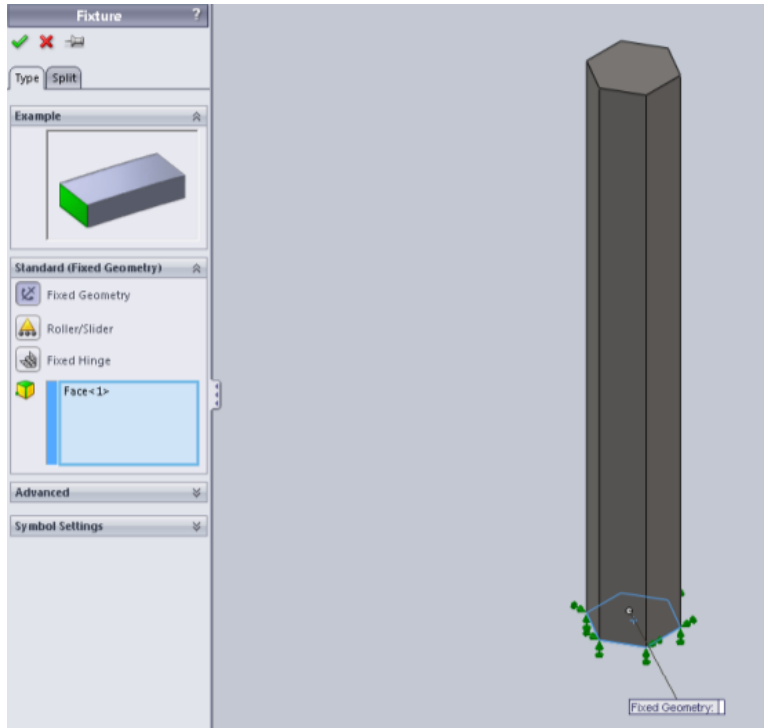 Fixture ?
Type Split
Example
Standard (Fixed Geometry)
Fixed Geometry
Roller/Slider
Fixed Hinge
Face<1>
Advanced
Symbol Settings
Fixed Geometry: